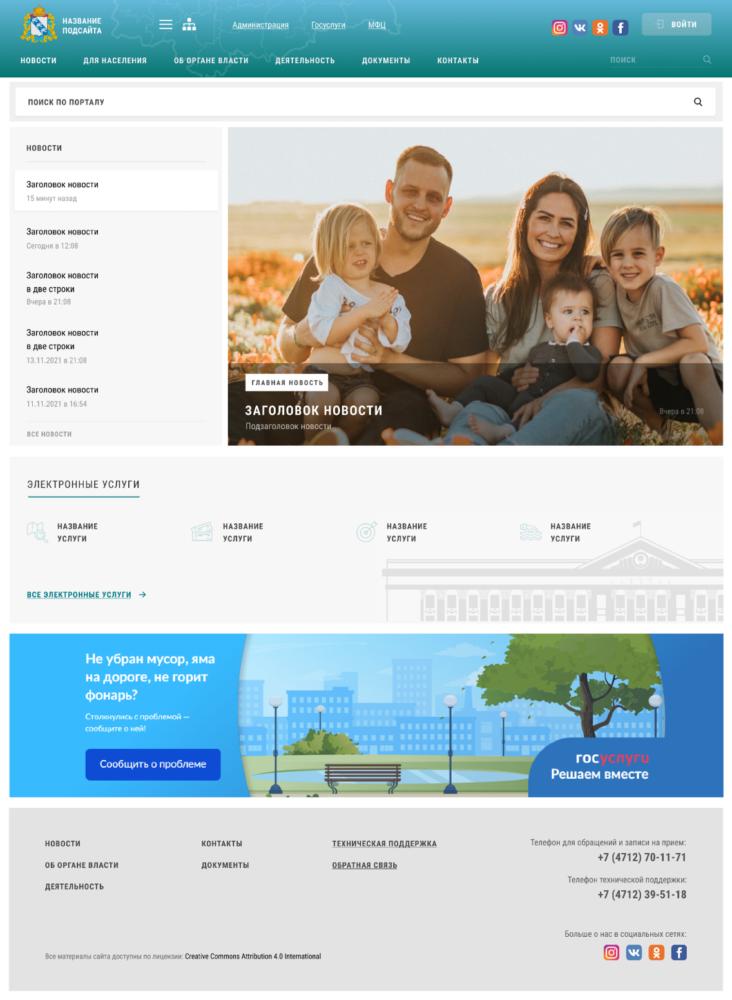 НАЗВАНИЕ
ПОДСАЙТА
Администрация
Госуслуги
МФЦ
ВОЙТИ
НОВОСТИ
ДЛЯ НАСЕЛЕНИЯ
ОБ ОРГАНЕ ВЛАСТИ
ДЕЯТЕЛЬНОСТЬ
ДОКУМЕНТЫ
КОНТАКТЫ
ПОИСК
ПОИСК ПО ПОРТАЛУ
НОВОСТИ
Заголовок новости
15 минут назад
Заголовок новости
Сегодня в 12:08
Заголовок новости
в две строки
Вчера в 21:08
Заголовок новости
в две строки
13.11.2021 в 21:08
Заголовок новости
11.11.2021 в 16:54
ВСЕ НОВОСТИ
ГЛАВНАЯ НОВОСТЬ
ЗАГОЛОВОК НОВОСТИ
Подзаголовок новости
Вчера в 21:08
ЭЛЕКТРОННЫЕ УСЛУГИ
НАЗВАНИЕ
УСЛУГИ
НАЗВАНИЕ
УСЛУГИ
НАЗВАНИЕ
УСЛУГИ
НАЗВАНИЕ
УСЛУГИ
ВСЕ ЭЛЕКТРОННЫЕ УСЛУГИ
Не убран мусор, яма
на дороге, не горит
фонарь?
Столкнулись с проблемой —
сообщите о ней!
Сообщить о проблеме
госуслуги
Решаем вместе
НОВОСТИ
ОБ ОРГАНЕ ВЛАСТИ
ДЕЯТЕЛЬНОСТЬ
КОНТАКТЫ
ДОКУМЕНТЫ
ТЕХНИЧЕСКАЯ ПОДДЕРЖКА
ОБРАТНАЯ СВЯЗЬ
Телефон для обращений и записи на прием:
+7 (4712) 70-11-71
Телефон технической поддержки:
+7 (4712) 39-51-18
Больше о нас в социальных сетях:
Все материалы сайта доступны по лицензии: Creative Commons Attribution 4.0 International